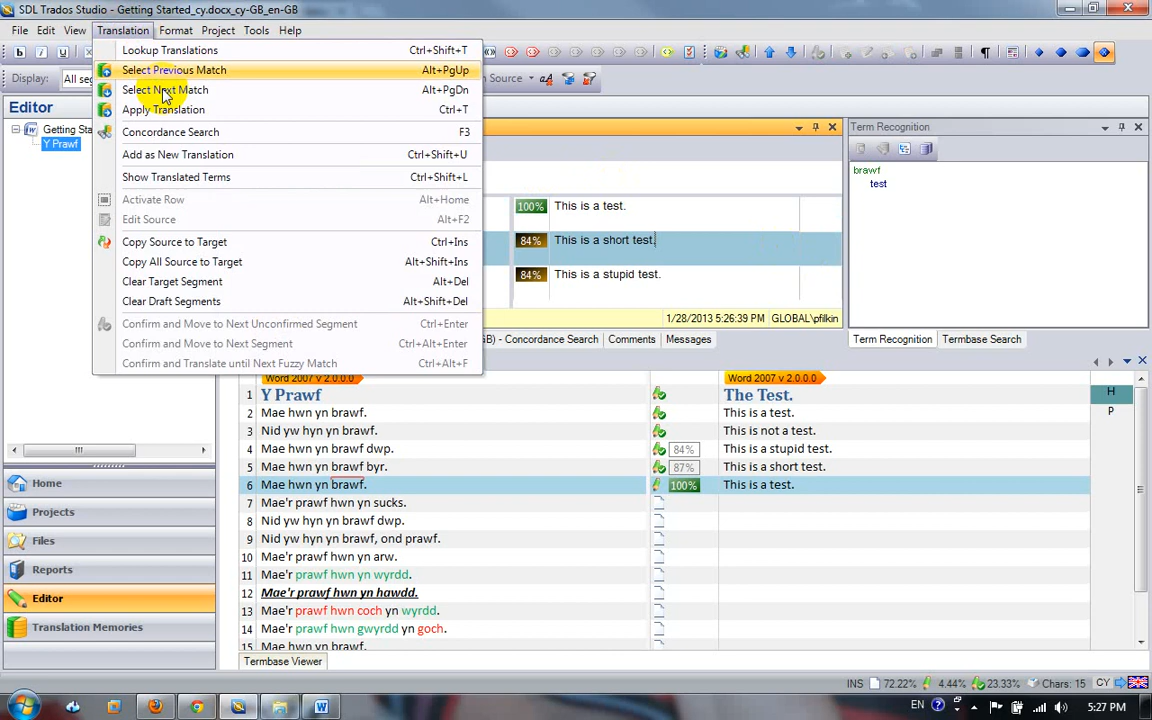 SDL Trados Studio - Getting Started_cy.docx_cy-GB_en-GB
File Edit View Translation Format Project Tools Help
Display: All seg
Source
Lookup Translations Ctrl+Shift+T
Select Previous Match Alt+PgUp
Select Next Match Alt+PgDn
Apply Translation Ctrl+T
Concordance Search F3
Add as New Translation Ctrl+Shift+U
Show Translated Terms Ctrl+Shift+L
Activate Row Alt+Home
Edit Source Alt+F2
Copy Source to Target Ctrl+Ins
Copy All Source to Target Alt+Shift+Ins
Clear Target Segment Alt+Del
Clear Draft Segments Alt+Shift+Del
Confirm and Move to Next Unconfirmed Segment Ctrl+Enter
Confirm and Move to Next Segment Ctrl+Alt+Enter
Confirm and Translate until Next Fuzzy Match Ctrl+Alt+F
Editor
Getting Sta
Y Prawf
100% This is a test.
84% This is a short test.
84% This is a stupid test.
1/28/2013 5:26:39 PM GLOBAL\pfilkin
GB) - Concordance Search Comments Messages
Term Recognition
brawf
test
Term Recognition Termbase Search
Word 2007 v 2.0.0.0 Word 2007 v 2.0.0.0
1 Y Prawf The Test. H
2 Mae hwn yn brawf. This is a test. P
3 Nid yw hyn yn brawf. This is not a test.
4 Mae hwn yn brawf dwp. 84% This is a stupid test.
5 Mae hwn yn brawf byr. 87% This is a short test.
6 Mae hwn yn brawf. 100% This is a test.
7 Mae'r prawf hwn yn sucks.
8 Nid yw hyn yn brawf dwp.
9 Nid yw hyn yn brawf, ond prawf.
10 Mae'r prawf hwn yn arw.
11 Mae'r prawf hwn yn wyrdd.
12 Mae'r prawf hwn yn hawdd.
13 Mae'r prawf hwn coch yn wyrdd.
14 Mae'r prawf hwn gwyrdd yn goch.
15 Mae hwn yn brawf.
Termbase Viewer
Home
Projects
Files
Reports
Editor
Translation Memories
INS 72.22% 4.44% 23.33% Chars: 15 CY
EN 5:27 PM